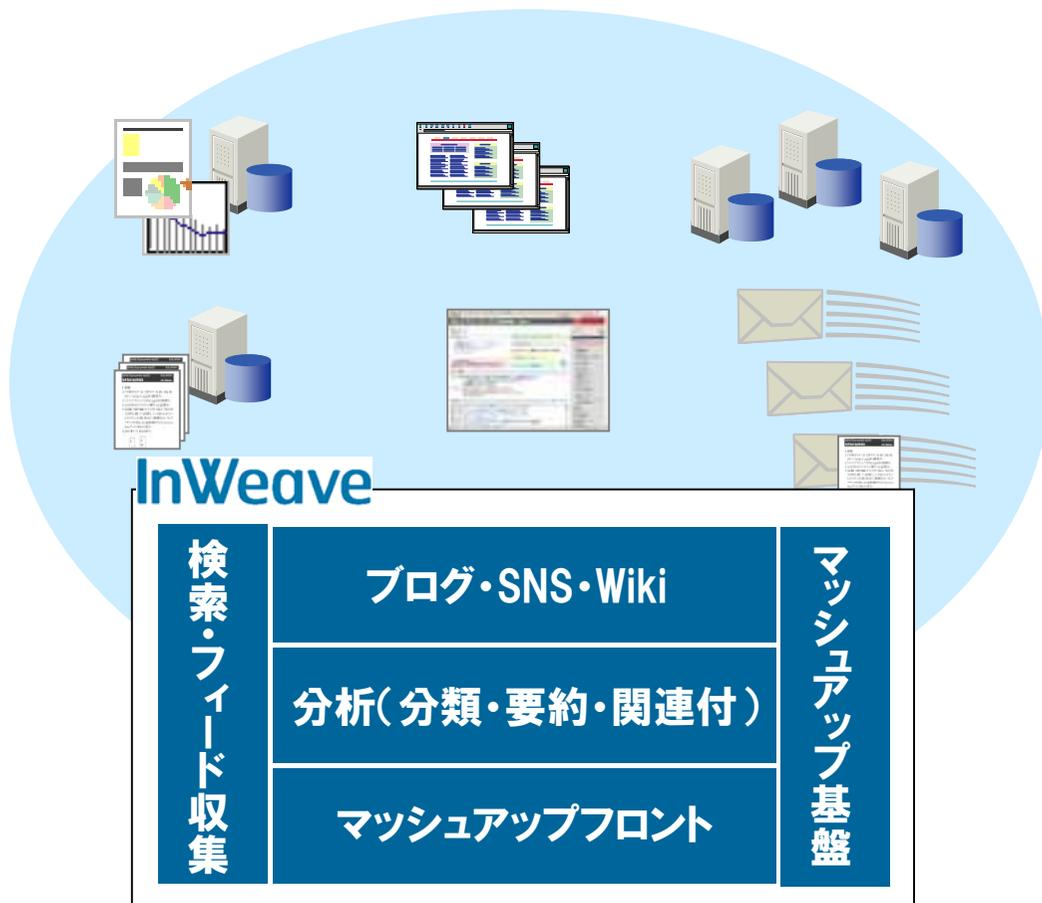 InWeave
検索・フィード収集
ブログ・SNS・Wiki
分析（分類・要約・関連付）
マッシュアップフロント
マッシュアップ基盤